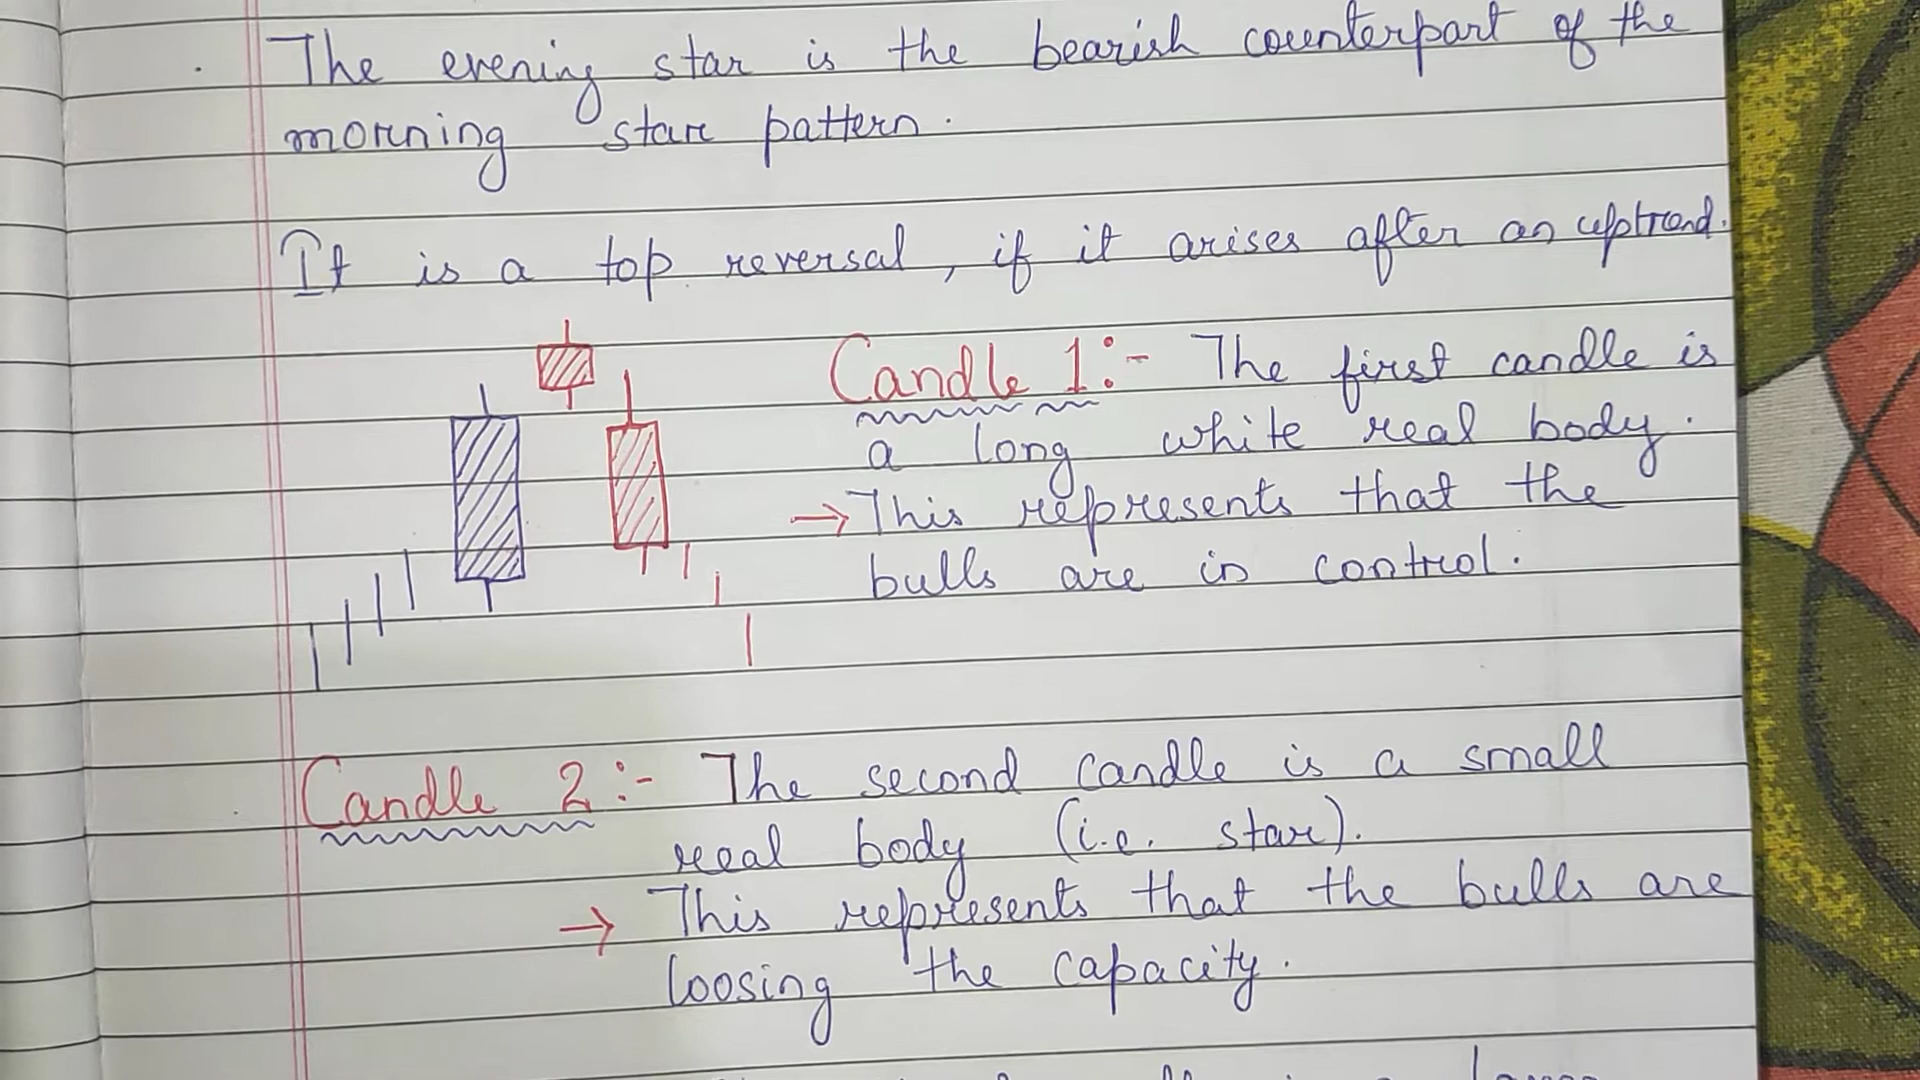 The evening star is the bearish counterpart of the
morning star pattern.
It is a top reversal, if it arises after an uptrend.
Candle 1:- The first candle is
a long white real body.
→ This represents that the
bulls are in control.
Candle 2:- The second candle is a small
real body (i.e. star).
→ This represents that the bulls are
loosing the capacity.